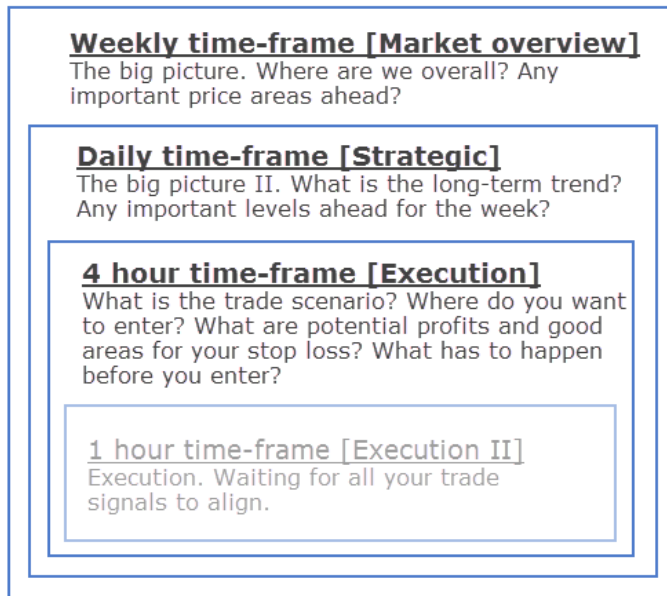 Weekly time-frame [Market overview]
The big picture. Where are we overall? Any
important price areas ahead?
Daily time-frame [Strategic]
The big picture II. What is the long-term trend?
Any important levels ahead for the week?
4 hour time-frame [Execution]
What is the trade scenario? Where do you want
to enter? What are potential profits and good
areas for your stop loss? What has to happen
before you enter?
1 hour time-frame [Execution II]
Execution. Waiting for all your trade
signals to align.